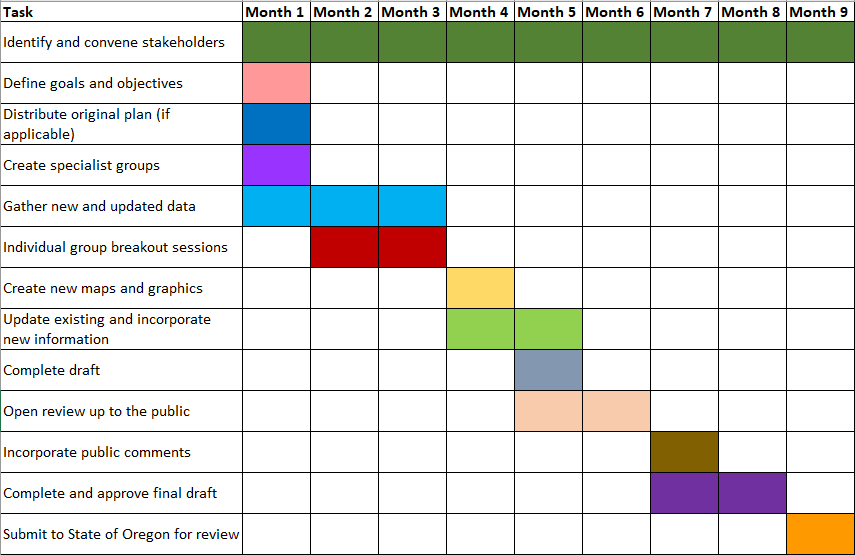 Task Month 1 Month 2 Month 3 Month 4 Month 5 Month 6 Month 7 Month 8 Month 9
Identify and convene stakeholders
Define goals and objectives
Distribute original plan (if
applicable)
Create specialist groups
Gather new and updated data
Individual group breakout sessions
Create new maps and graphics
Update existing and incorporate
new information
Complete draft
Open review up to the public
Incorporate public comments
Complete and approve final draft
Submit to State of Oregon for review